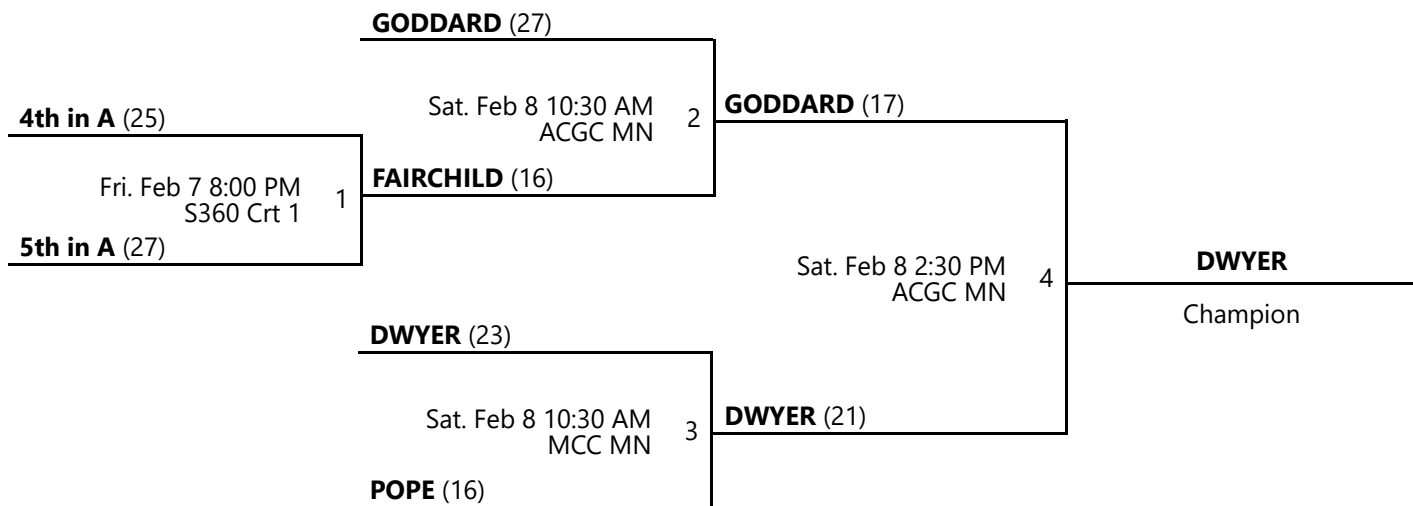 GODDARD (27)
4th in A (25)
Sat. Feb 8 10:30 AM
ACGC MN
2
GODDARD (17)
Fri. Feb 7 8:00 PM
S360 Crt 1
1
FAIRCHILD (16)
5th in A (27)
Sat. Feb 8 2:30 PM
ACGC MN
4
DWYER
Champion
DWYER (23)
Sat. Feb 8 10:30 AM
MCC MN
3
DWYER (21)
POPE (16)